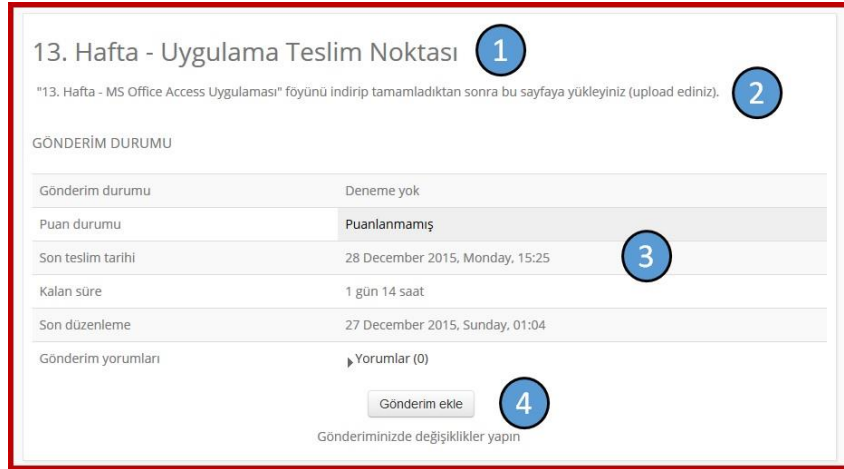 13. Hafta - Uygulama Teslim Noktası 1
"13. Hafta - MS Office Access Uygulaması" föyünü indirip tamamladıktan sonra bu sayfaya yükleyiniz (upload ediniz). 2
GÖNDERİM DURUMU
Gönderim durumu Deneme yok
Puan durumu Puanlanmamış
Son teslim tarihi 28 December 2015, Monday, 15:25 3
Kalan süre 1 gün 14 saat
Son düzenleme 27 December 2015, Sunday, 01:04
Gönderim yorumları Yorumlar (0)
Gönderim ekle 4
Gönderiminizde değişiklikler yapın